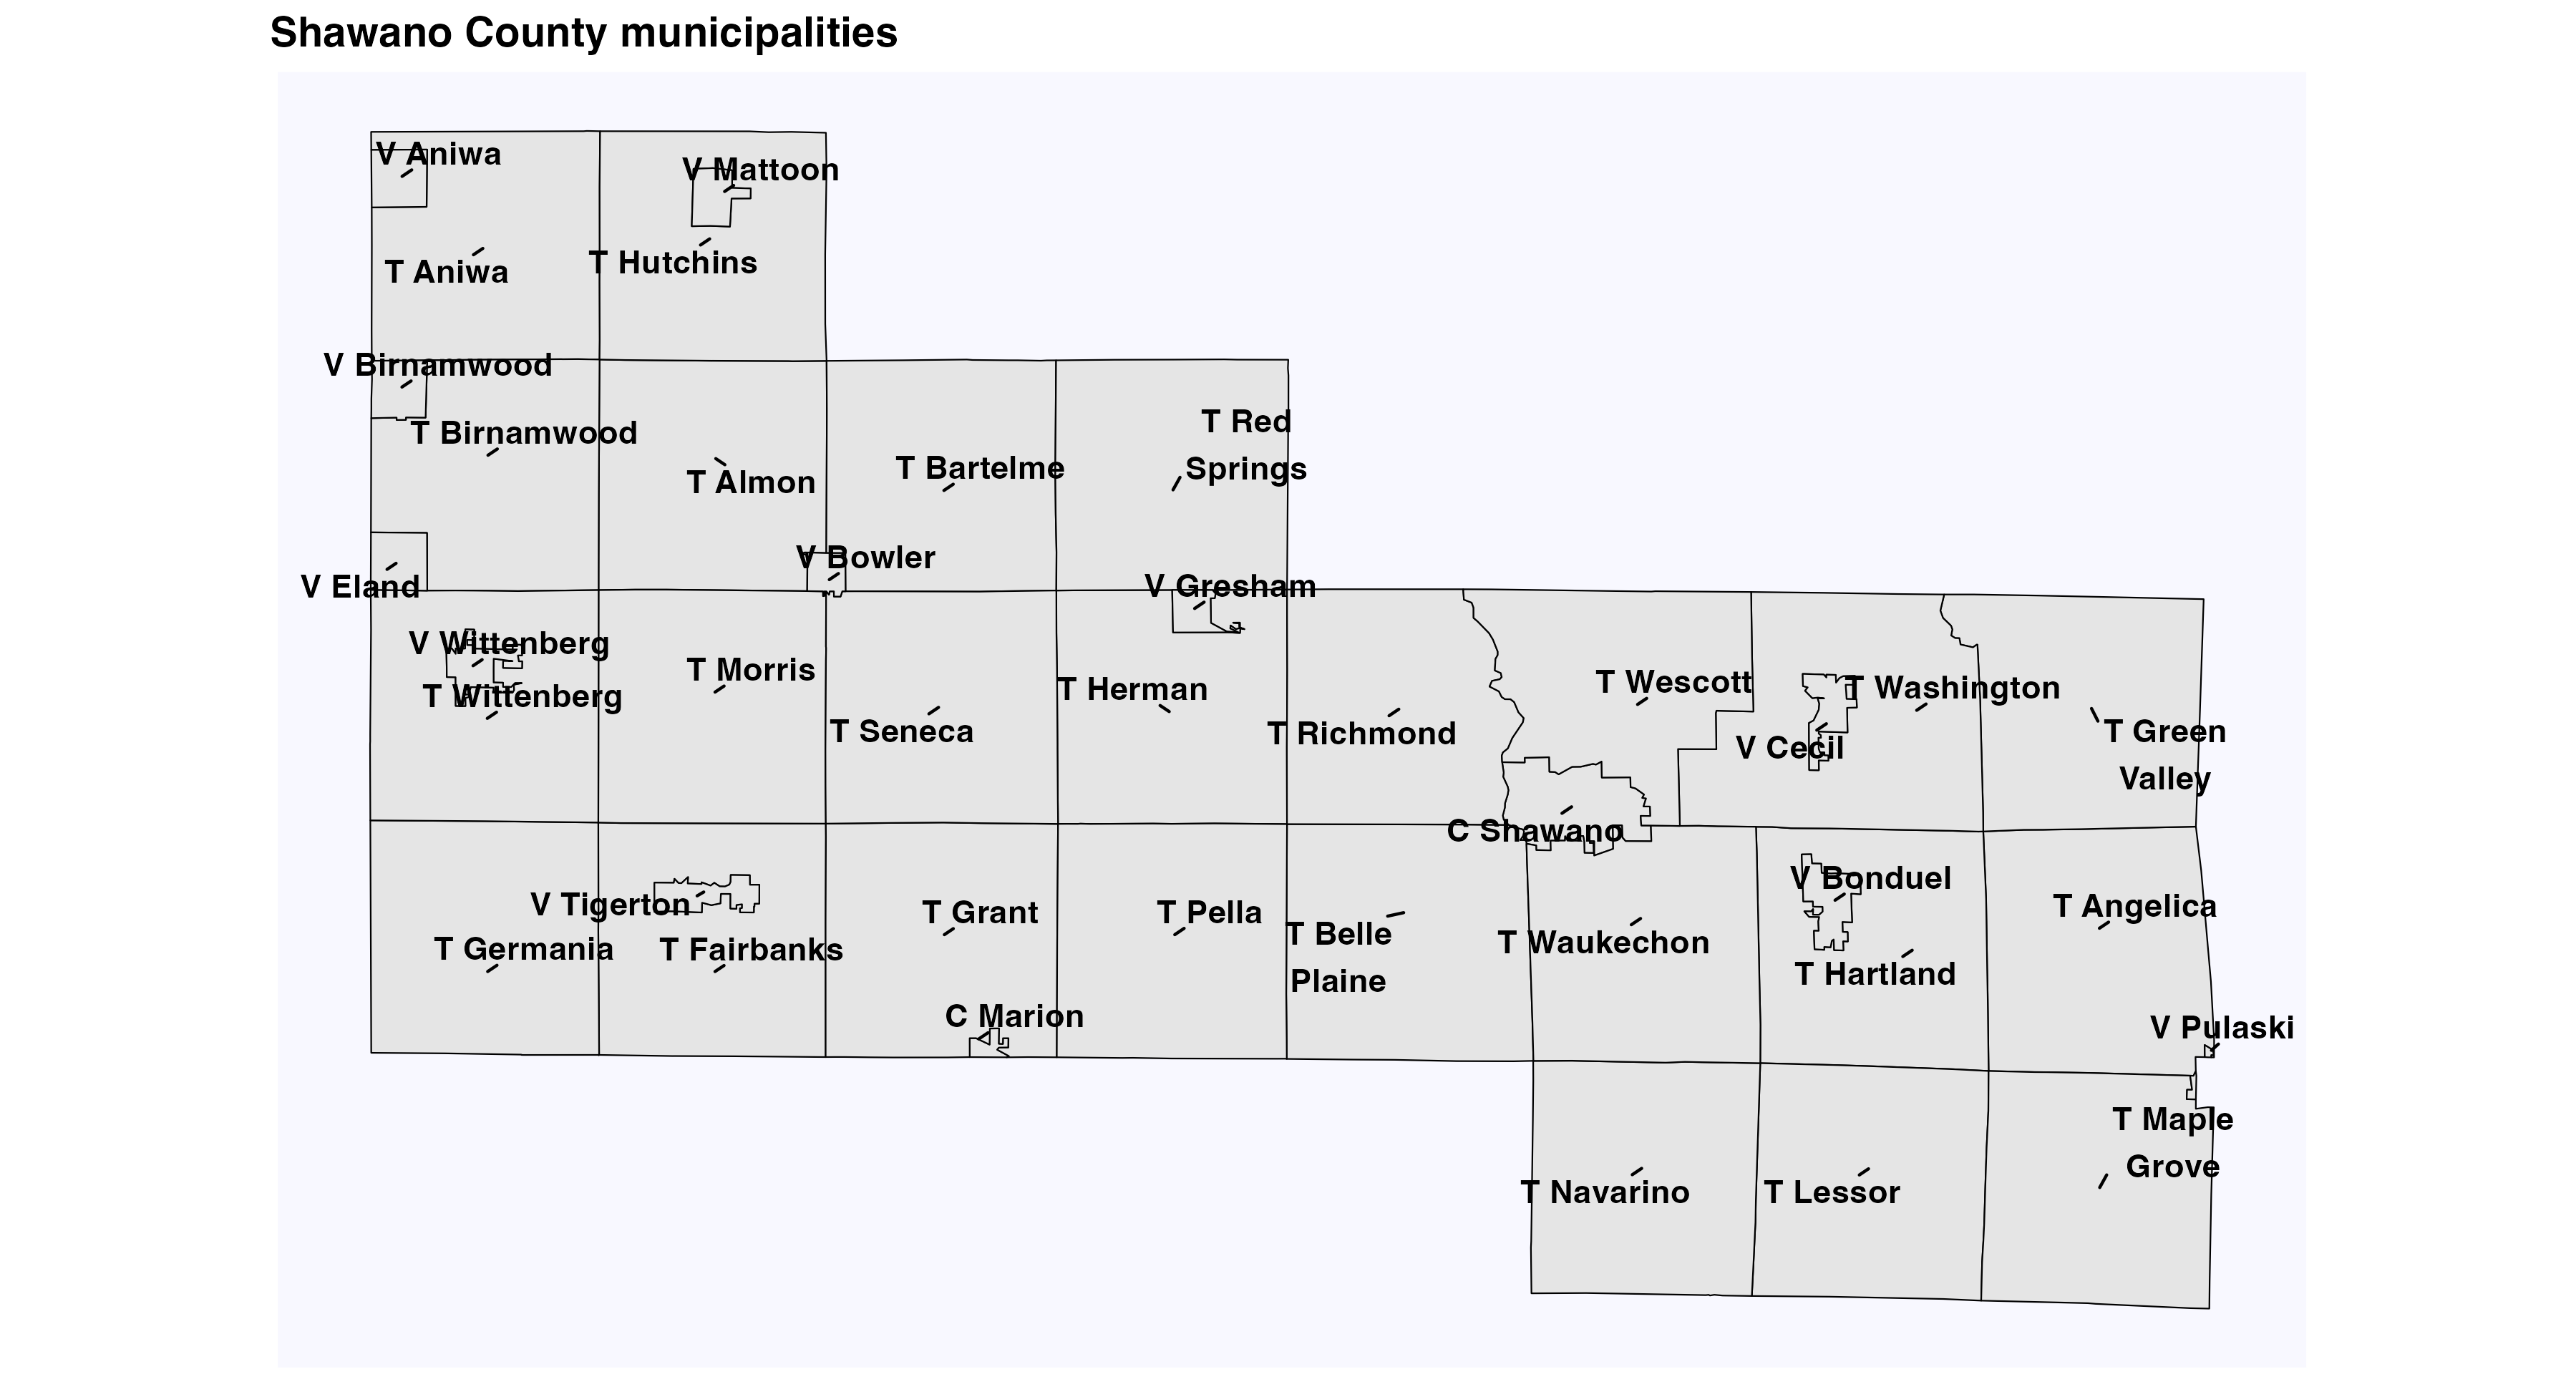 Shawano County municipalities
V Aniwa
V Mattoon
T Aniwa
T Hutchins
V Birnamwood
T Birnamwood
T Almon
T Bartelme
T Red
Springs
V Bowler
V Eland
V Gresham
V Wittenberg
T Wittenberg
T Morris
T Seneca
T Herman
T Richmond
T Wescott
T Washington
V Cecil
T Green
Valley
C Shawano
V Tigerton
T Germania
T Fairbanks
T Grant
T Pella
T Belle
Plaine
T Waukechon
V Bonduel
T Hartland
T Angelica
C Marion
V Pulaski
T Maple
Grove
T Navarino
T Lessor